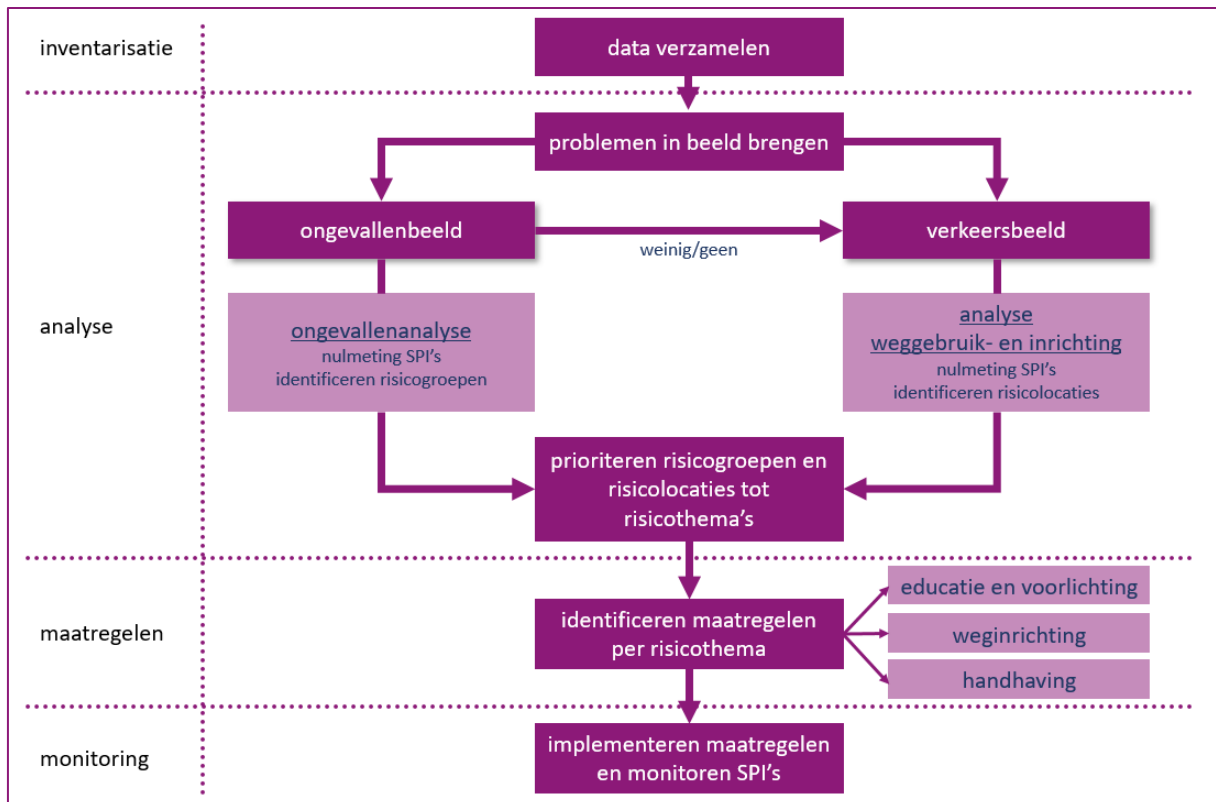 inventarisatie
data verzamelen
problemen in beeld brengen
ongevallenbeeld
weinig/geen
verkeersbeeld
analyse
ongevallenanalyse
nulmeting SPI's
identificeren risicogroepen
analyse
weggebruik- en inrichting
nulmeting SPI's
identificeren risicolocaties
prioriteren risicogroepen en
risicolocaties tot
risicothema's
maatregelen
identificeren maatregelen
per risicothema
educatie en voorlichting
weginrichting
handhaving
monitoring
implementeren maatregelen
en monitoren SPI's